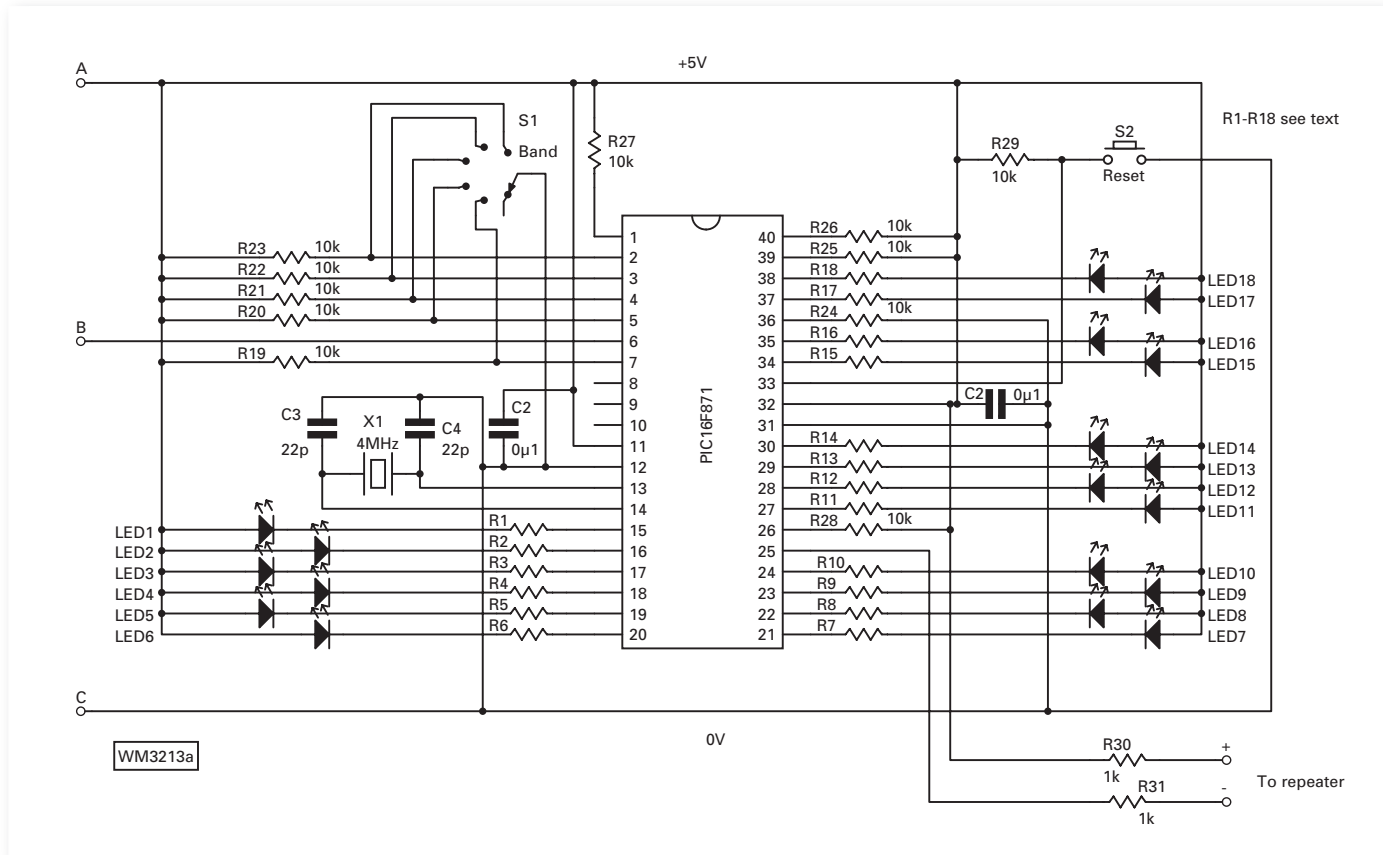 A
+5V
S1
Band
R27
10k
R1-R18 see text
S2
Reset
R29
10k
R23 10k
R22 10k
R21 10k
R20 10k
B
R19 10k
1
2
3
4
5
6
7
8
9
10
11
12
13
14
15
16
17
18
19
20
PIC16F871
40
39
38
37
36
35
34
33
32
31
30
29
28
27
26
25
24
23
22
21
R26 10k
R25 10k
R18
R17
R24 10k
R16
R15
LED18
LED17
LED16
LED15
C2 0µ1
C3
22p
X1
4MHz
C4
22p
C2
0µ1
R14
R13
R12
R11
R28 10k
R10
R9
R8
R7
LED14
LED13
LED12
LED11
LED10
LED9
LED8
LED7
LED1
LED2
LED3
LED4
LED5
LED6
R1
R2
R3
R4
R5
R6
C
0V
WM3213a
R30
1k
+
R31
1k
-
To repeater